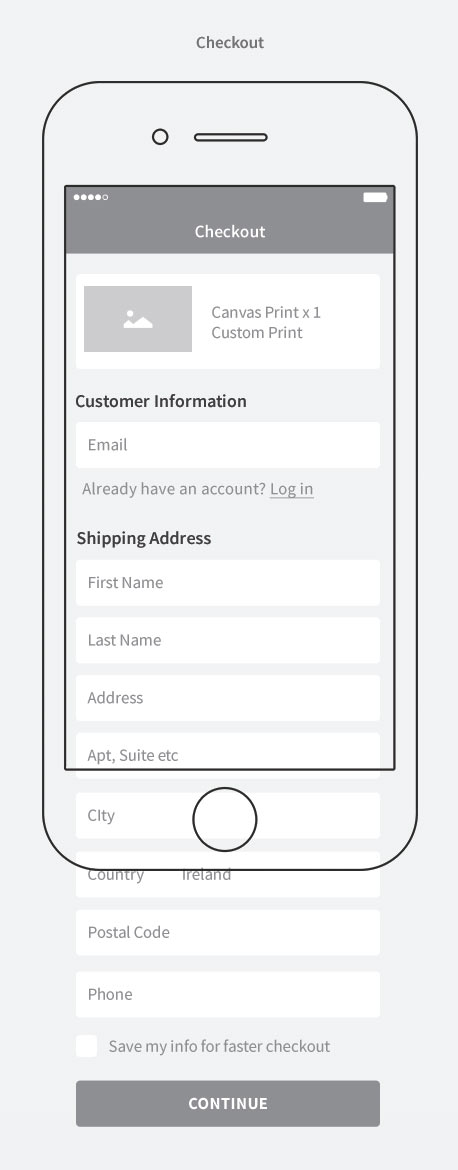 Checkout
Checkout
Canvas Print x 1
Custom Print
Customer Information
Email
Already have an account? Log in
Shipping Address
First Name
Last Name
Address
Apt, Suite etc
CIty
Country Ireland
Postal Code
Phone
Save my info for faster checkout
CONTINUE